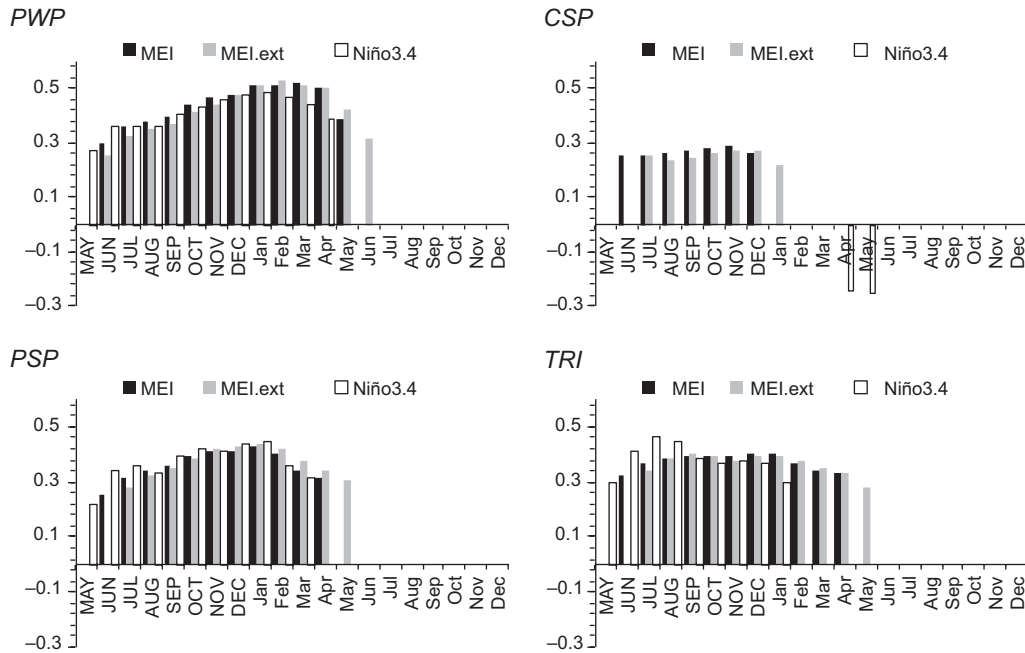 PWP
MEI MEI.ext Niño3.4
0.5
0.3
0.1
–0.1
–0.3
MAY JUN JUL AUG SEP OCT NOV DEC Jan Feb Mar Apr May Jun Jul Aug Sep Oct Nov Dec
CSP
MEI MEI.ext Niño3.4
0.5
0.3
0.1
–0.1
–0.3
MAY JUN JUL AUG SEP OCT NOV DEC Jan Feb Mar Apr May Jun Jul Aug Sep Oct Nov Dec
PSP
MEI MEI.ext Niño3.4
0.5
0.3
0.1
–0.1
–0.3
MAY JUN JUL AUG SEP OCT NOV DEC Jan Feb Mar Apr May Jun Jul Aug Sep Oct Nov Dec
TRI
MEI MEI.ext Niño3.4
0.5
0.3
0.1
–0.1
–0.3
MAY JUN JUL AUG SEP OCT NOV DEC Jan Feb Mar Apr May Jun Jul Aug Sep Oct Nov Dec